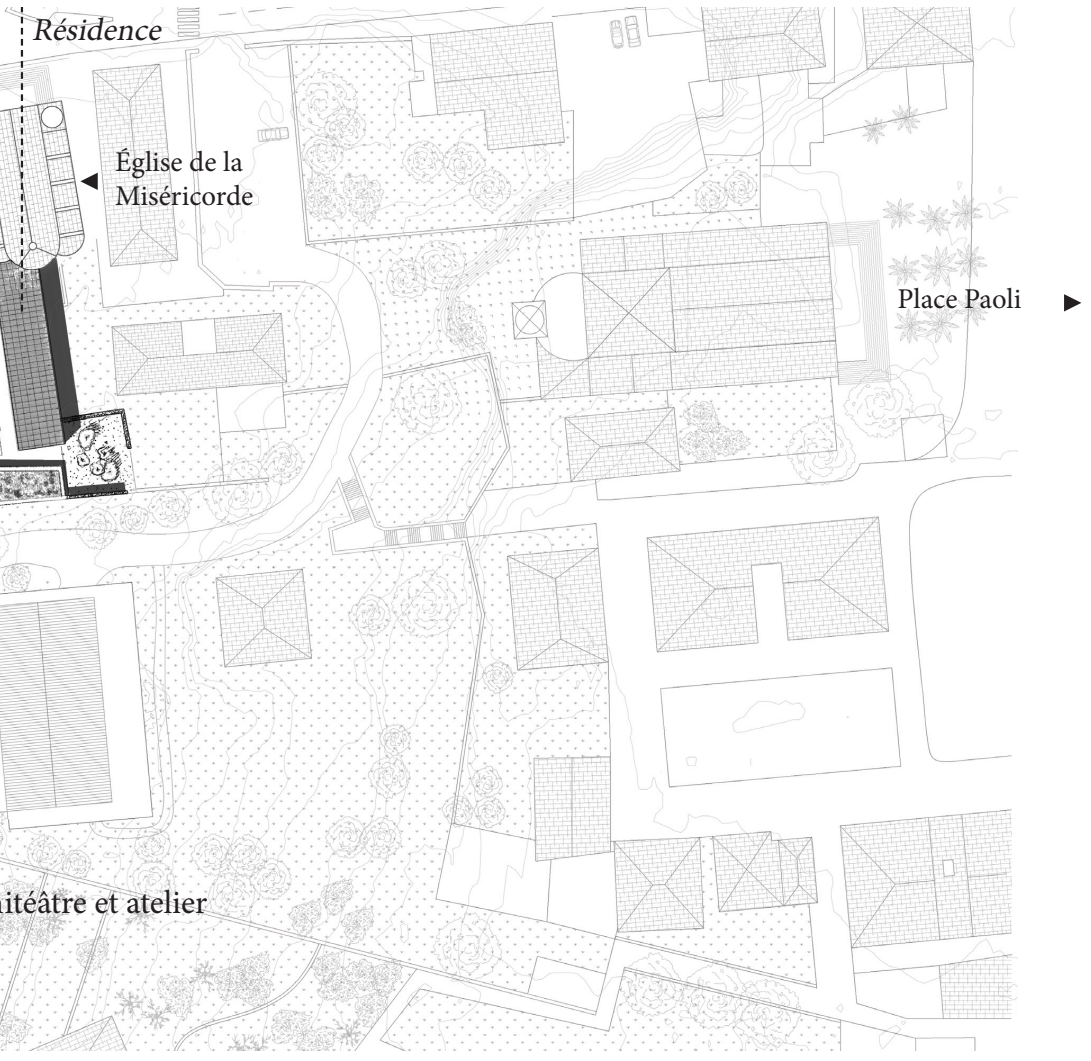 Résidence
Église de la
Miséricorde
Place Paoli
itéâtre et atelier